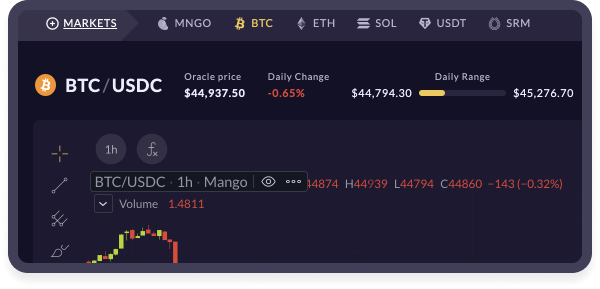 MARKETS MNGO BTC ETH SOL USDT SRM
Oracle price Daily Change Daily Range
BTC/USDC $44,937.50 -0.65% $44,794.30 $45,276.70
1h fx
BTC/USDC · 1h · Mango 44874 H44939 L44794 C44860 −143 (−0.32%)
Volume 1.4811